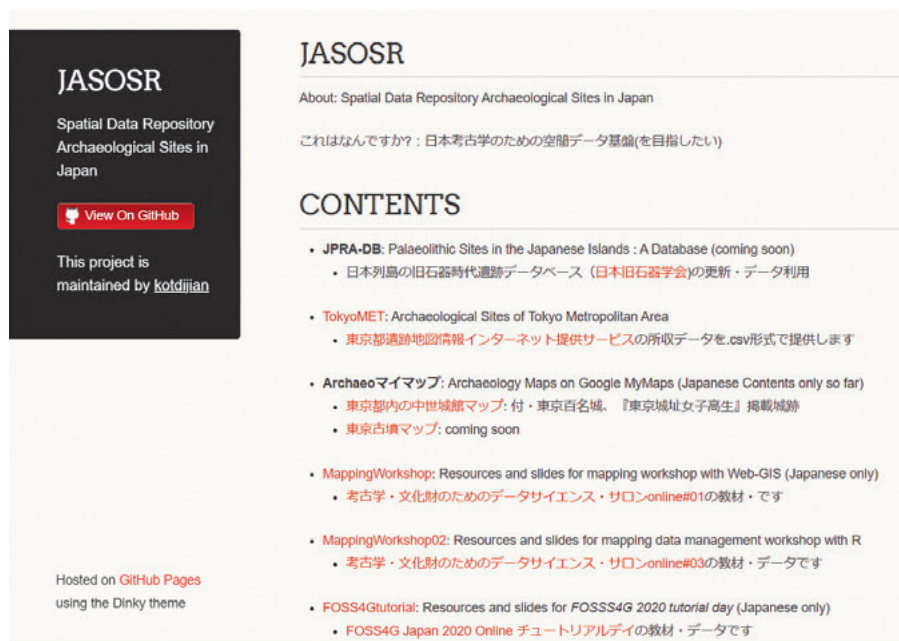 JASOSR
Spatial Data Repository
Archaeological Sites in
Japan
View On GitHub
This project is
maintained by kotdijian
Hosted on GitHub Pages
using the Dinky theme
JASOSR
About: Spatial Data Repository Archaeological Sites in Japan
これはなんですか? : 日本考古学のための空間データ基盤(を目指したい)
CONTENTS
• JPRA-DB: Palaeolithic Sites in the Japanese Islands : A Database (coming soon)
• 日本列島の旧石器時代遺跡データベース（日本旧石器学会)の更新・データ利用
• TokyoMET: Archaeological Sites of Tokyo Metropolitan Area
• 東京都遺跡地図情報インターネット提供サービスの所収データを.csv形式で提供します
• Archaeoマイマップ: Archaeology Maps on Google MyMaps (Japanese Contents only so far)
• 東京都内の中世城館マップ: 付・東京百名城、『東京城址女子高生』掲載城跡
• 東京古墳マップ: coming soon
• MappingWorkshop: Resources and slides for mapping workshop with Web-GIS (Japanese only)
• 考古学・文化財のためのデータサイエンス・サロンonline#01の教材・です
• MappingWorkshop02: Resources and slides for mapping data management workshop with R
• 考古学・文化財のためのデータサイエンス・サロンonline#03の教材・データです
• FOSS4Gtutorial: Resources and slides for FOSSS4G 2020 tutorial day (Japanese only)
• FOSS4G Japan 2020 Online チュートリアルデイの教材・データです